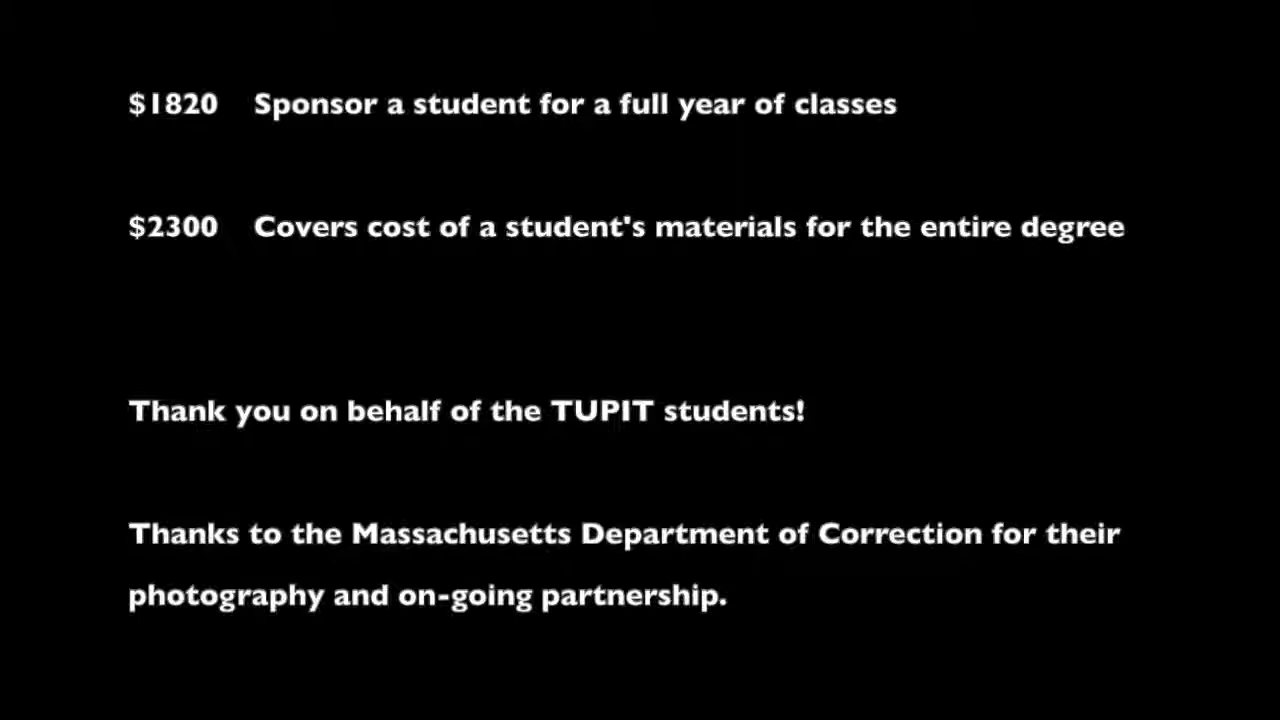 $1820 Sponsor a student for a full year of classes
$2300 Covers cost of a student's materials for the entire degree
Thank you on behalf of the TUPIT students!
Thanks to the Massachusetts Department of Correction for their
photography and on-going partnership.